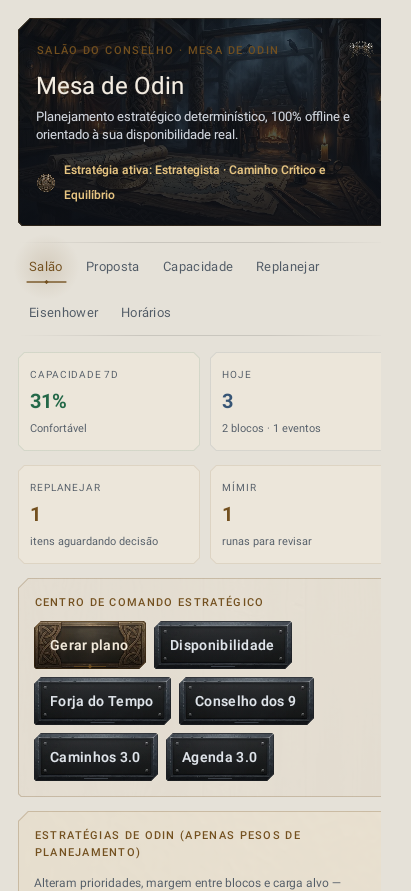 SALÃO DO CONSELHO · MESA DE ODIN
Mesa de Odin
Planejamento estratégico determinístico, 100% offline e
orientado à sua disponibilidade real.
Estratégia ativa: Estrategista · Caminho Crítico e
Equilíbrio
Salão Proposta Capacidade Replanejar
Eisenhower Horários
CAPACIDADE 7D
31%
Confortável
HOJE
3
2 blocos · 1 eventos
REPLANEJAR
1
itens aguardando decisão
MÍMIR
1
runas para revisar
CENTRO DE COMANDO ESTRATÉGICO
Gerar plano Disponibilidade
Forja do Tempo Conselho dos 9
Caminhos 3.0 Agenda 3.0
ESTRATÉGIAS DE ODIN (APENAS PESOS DE
PLANEJAMENTO)
Alteram prioridades, margem entre blocos e carga alvo —